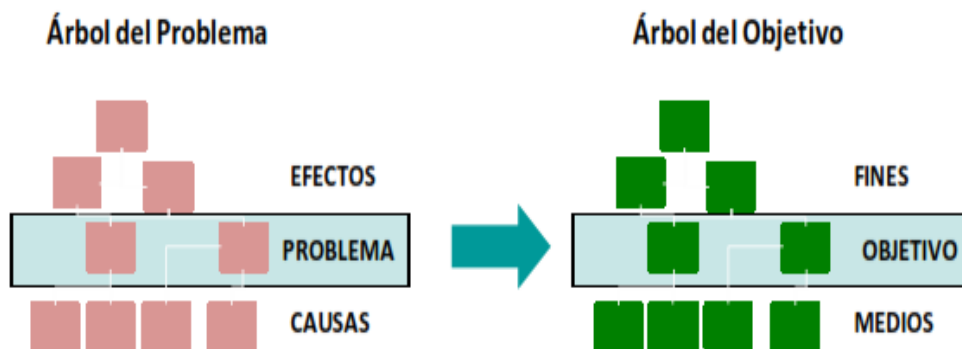 Árbol del Problema
Árbol del Objetivo
EFECTOS
FINES
PROBLEMA
OBJETIVO
CAUSAS
MEDIOS